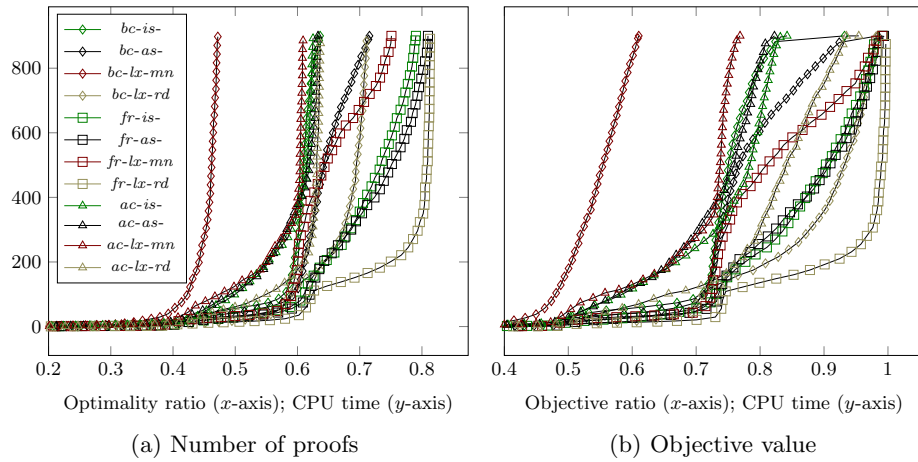 bc-is-
bc-as-
bc-lx-mn
bc-lx-rd
fr-is-
fr-as-
fr-lx-mn
fr-lx-rd
ac-is-
ac-as-
ac-lx-mn
ac-lx-rd
800
600
400
200
0
0.2 0.3 0.4 0.5 0.6 0.7 0.8
Optimality ratio (x-axis); CPU time (y-axis)
(a) Number of proofs
0.4 0.5 0.6 0.7 0.8 0.9 1
Objective ratio (x-axis); CPU time (y-axis)
(b) Objective value